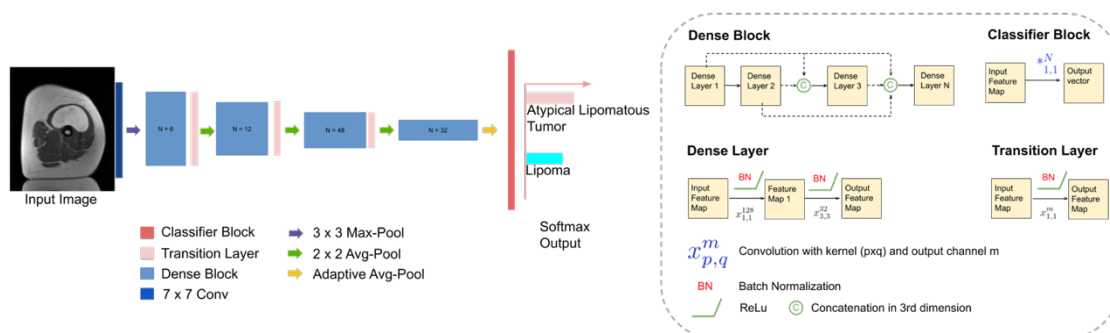 Input Image
N = 6
N = 12
N = 48
N = 32
Atypical Lipomatous
Tumor
Lipoma
Softmax
Output
Classifier Block
Transition Layer
Dense Block
7 x 7 Conv
3 x 3 Max-Pool
2 x 2 Avg-Pool
Adaptive Avg-Pool
Dense Block
Dense
Layer 1
Dense
Layer 2
C
Dense
Layer 3
C
Dense
Layer N
Classifier Block
Input
Feature
Map
*^N_{1,1}
Output
vector
Dense Layer
Input
Feature
Map
BN
x^{128}_{1,1}
Feature
Map 1
BN
x^{32}_{3,3}
Output
Feature
Map
Transition Layer
Input
Feature
Map
BN
x^m_{1,1}
Output
Feature
Map
x^m_{p,q} Convolution with kernel (pxq) and output channel m
BN Batch Normalization
ReLu
C Concatenation in 3rd dimension